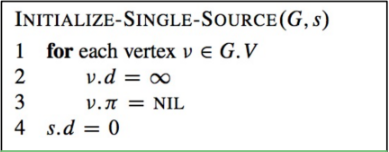 INITIALIZE-SINGLE-SOURCE(G, s)
1 for each vertex v ∈ G.V
2 v.d = ∞
3 v.π = NIL
4 s.d = 0